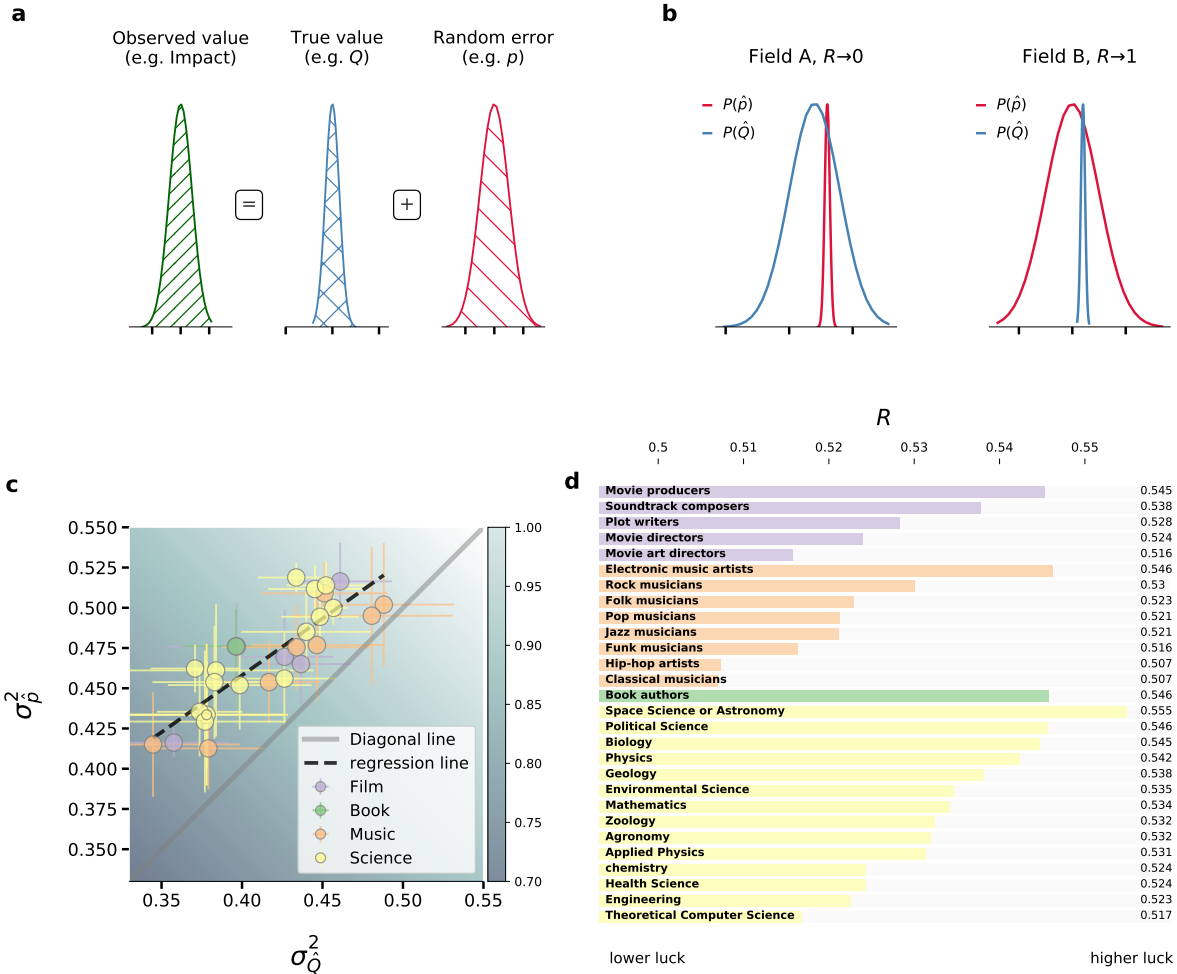 a
Observed value
(e.g. Impact)
True value
(e.g. Q)
Random error
(e.g. p)
=
+
b
Field A, R→0
P(p̂)
P(Q̂)
Field B, R→1
P(p̂)
P(Q̂)
c
0.550
0.525
0.500
0.475
0.450
0.425
0.400
0.375
0.350
σ²p̂
0.35 0.40 0.45 0.50 0.55
σ²Q̂
Diagonal line
regression line
Film
Book
Music
Science
1.00
0.95
0.90
0.85
0.80
0.75
0.70
d
R
0.5 0.51 0.52 0.53 0.54 0.55
Movie producers 0.545
Soundtrack composers 0.538
Plot writers 0.528
Movie directors 0.524
Movie art directors 0.516
Electronic music artists 0.546
Rock musicians 0.53
Folk musicians 0.523
Pop musicians 0.521
Jazz musicians 0.521
Funk musicians 0.516
Hip-hop artists 0.507
Classical musicians 0.507
Book authors 0.546
Space Science or Astronomy 0.555
Political Science 0.546
Biology 0.545
Physics 0.542
Geology 0.538
Environmental Science 0.535
Mathematics 0.534
Zoology 0.532
Agronomy 0.532
Applied Physics 0.531
chemistry 0.524
Health Science 0.524
Engineering 0.523
Theoretical Computer Science 0.517
lower luck higher luck